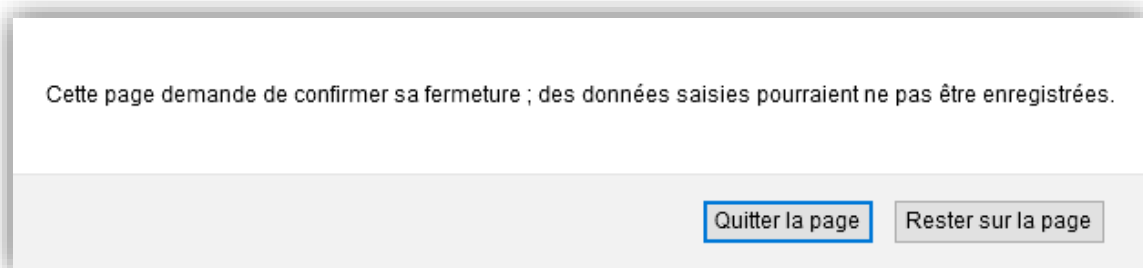 Cette page demande de confirmer sa fermeture ; des données saisies pourraient ne pas être enregistrées.
Quitter la page Rester sur la page